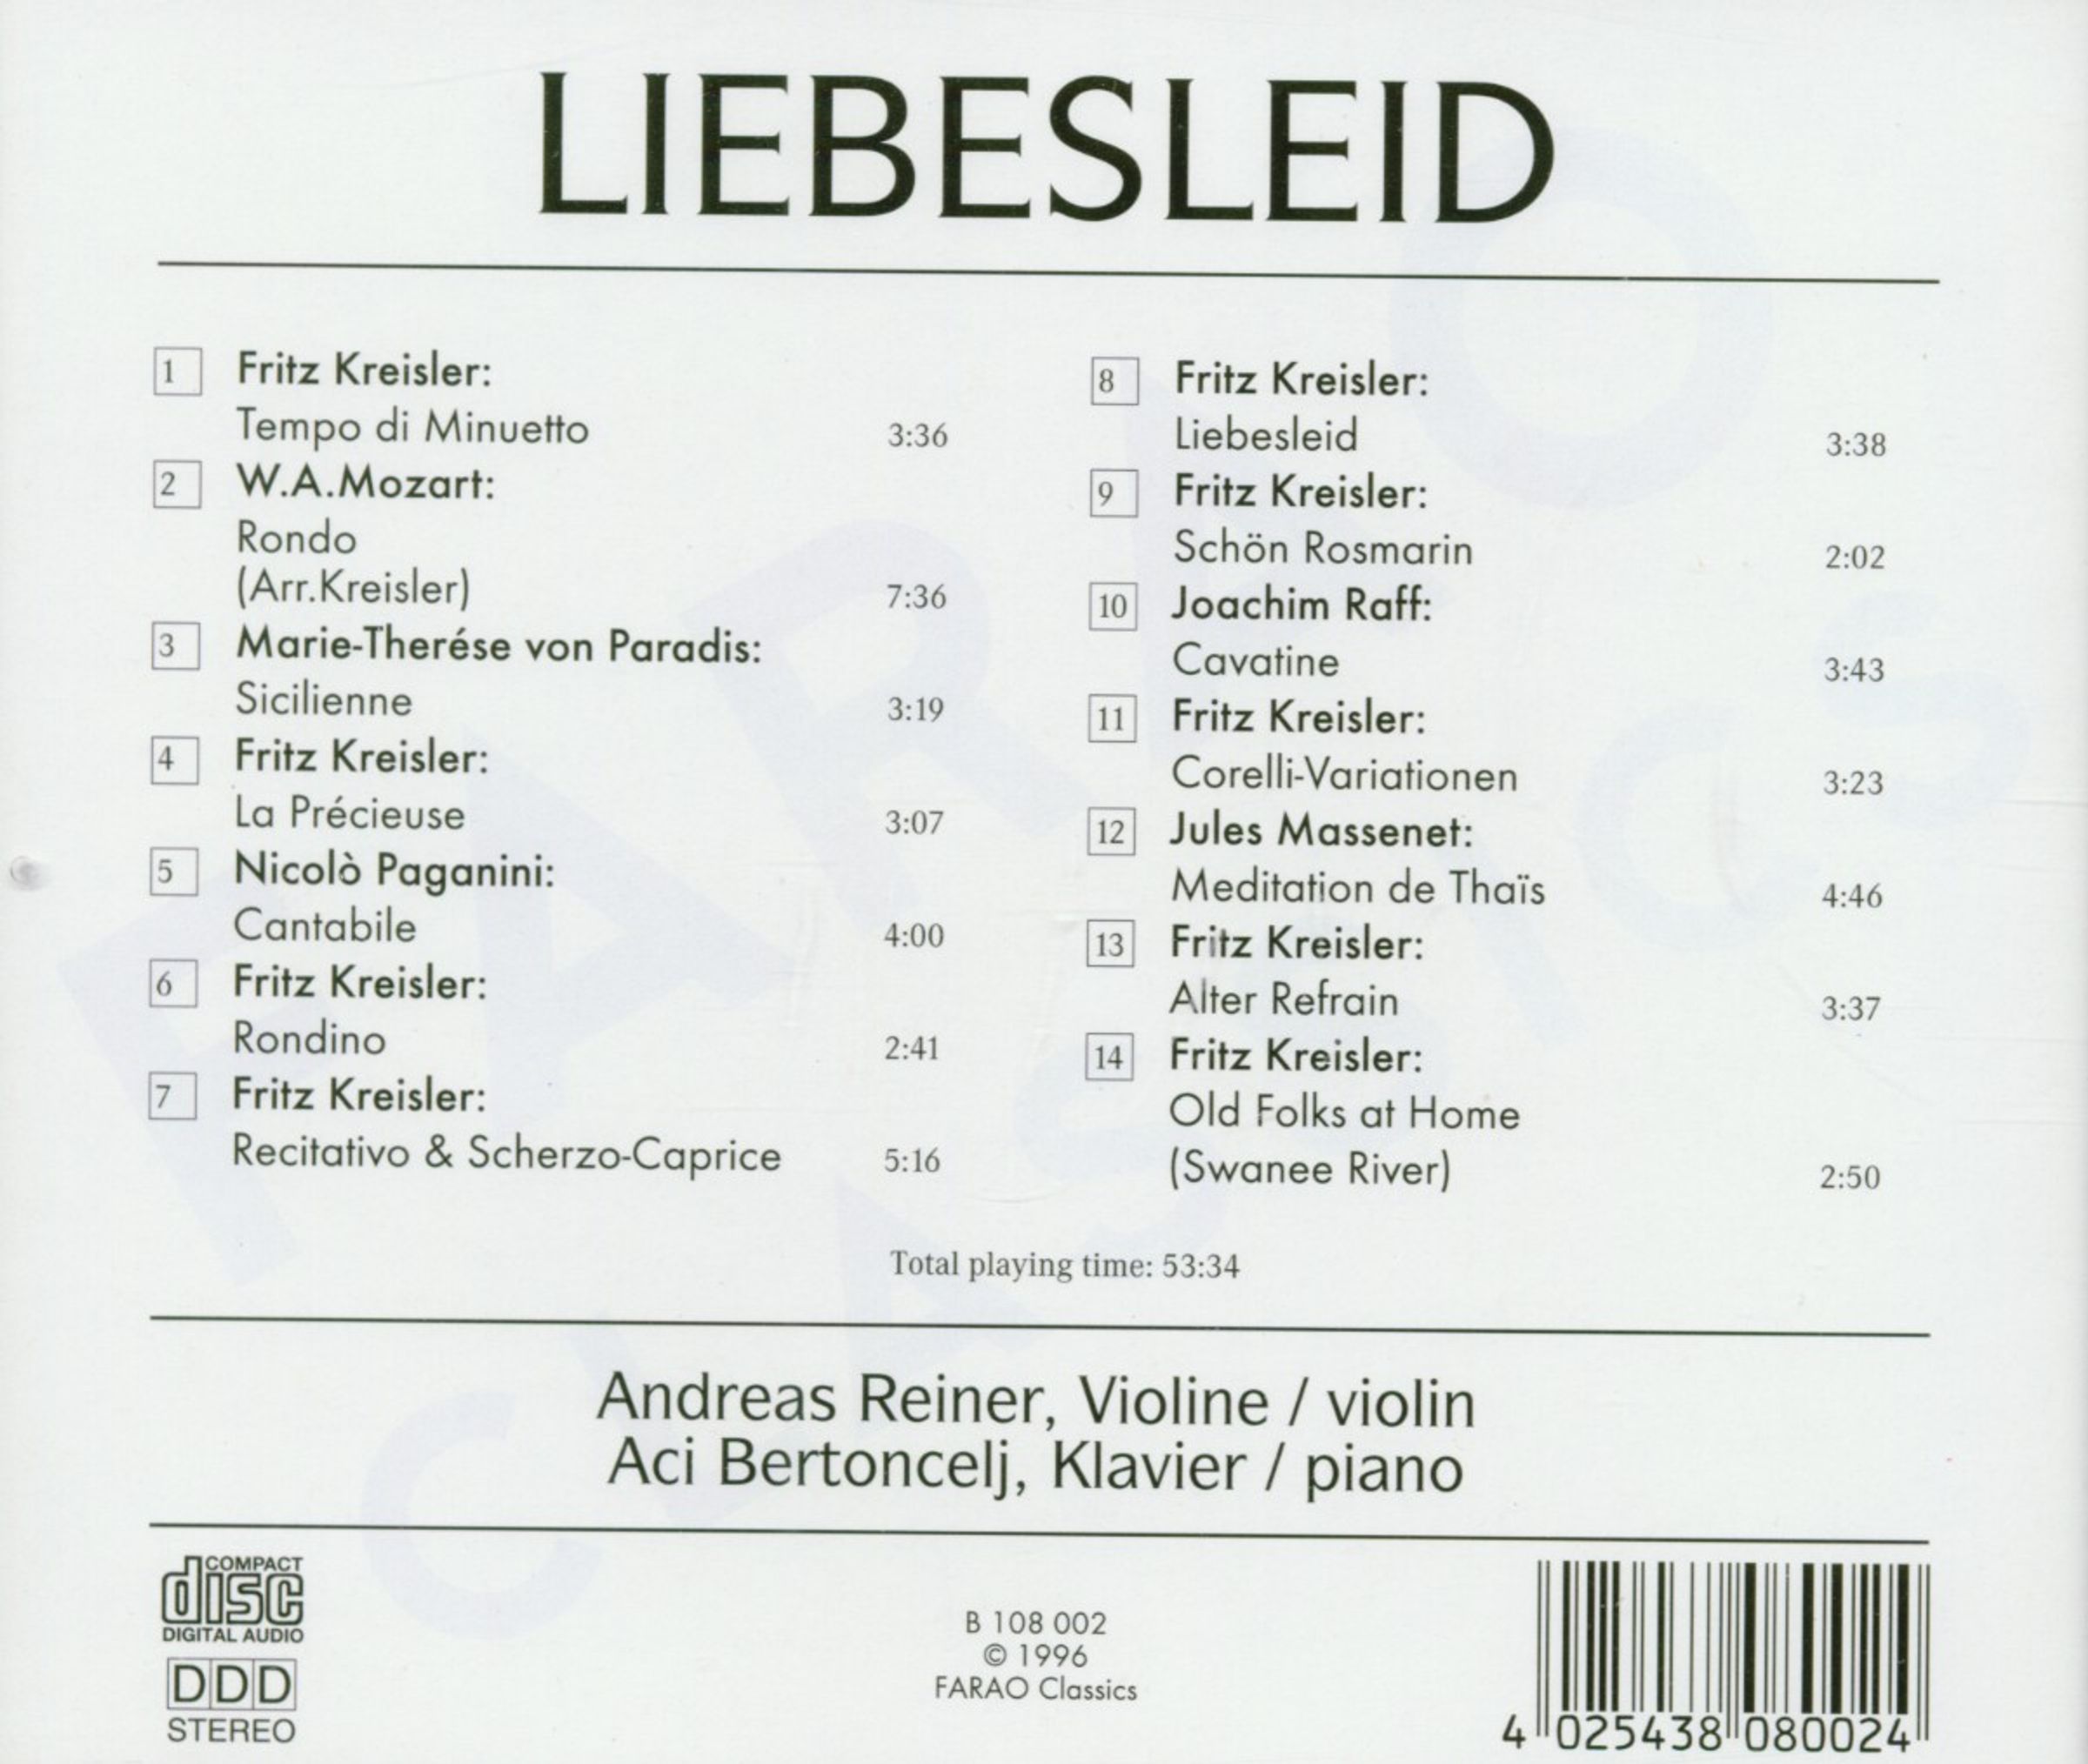 LIEBESLEID
1 Fritz Kreisler:
Tempo di Minuetto 3:36
2 W.A.Mozart:
Rondo
(Arr.Kreisler) 7:36
3 Marie-Therése von Paradis:
Sicilienne 3:19
4 Fritz Kreisler:
La Précieuse 3:07
5 Nicolò Paganini:
Cantabile 4:00
6 Fritz Kreisler:
Rondino 2:41
7 Fritz Kreisler:
Recitativo & Scherzo-Caprice 5:16
8 Fritz Kreisler:
Liebesleid 3:38
9 Fritz Kreisler:
Schön Rosmarin 2:02
10 Joachim Raff:
Cavatine 3:43
11 Fritz Kreisler:
Corelli-Variationen 3:23
12 Jules Massenet:
Meditation de Thaïs 4:46
13 Fritz Kreisler:
Alter Refrain 3:37
14 Fritz Kreisler:
Old Folks at Home
(Swanee River) 2:50
Total playing time: 53:34
Andreas Reiner, Violine / violin
Aci Bertoncelj, Klavier / piano
COMPACT
disc
DIGITAL AUDIO
DDD
STEREO
B 108 002
© 1996
FARAO Classics
4 025438 080024
FARAO
CLASSICS